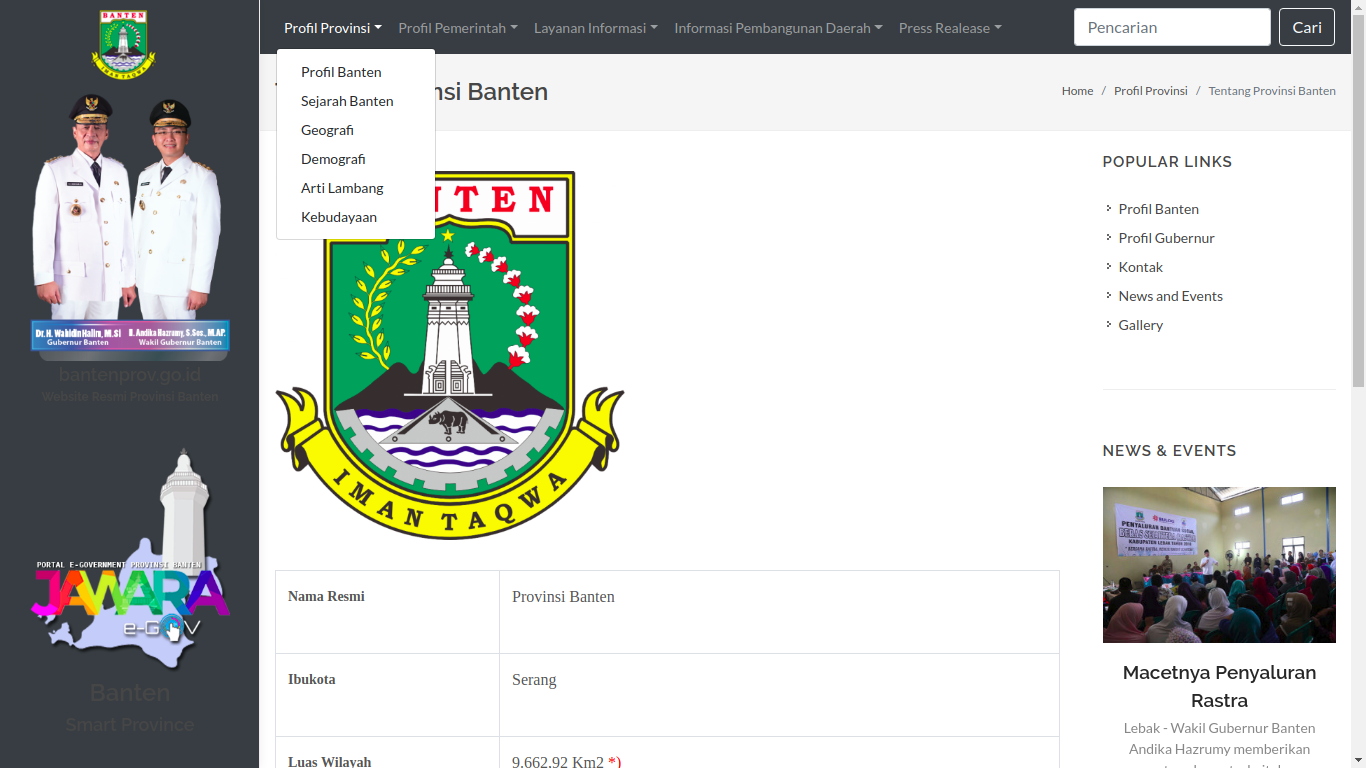 BANTEN
IMAN TAQWA
Dr. H. Wahidin Halim, M.Si
Gubernur Banten
H. Andika Hazrumy, S.Sos., M.AP.
Wakil Gubernur Banten
bantenprov.go.id
Website Resmi Provinsi Banten
PORTAL E-GOVERNMENT PROVINSI BANTEN
JAWARA
e-GOV
Banten
Smart Province
Profil Provinsi
Profil Pemerintah
Layanan Informasi
Informasi Pembangunan Daerah
Press Realease
Pencarian
Cari
Profil Banten
Sejarah Banten
Geografi
Demografi
Arti Lambang
Kebudayaan
nsi Banten
Home / Profil Provinsi / Tentang Provinsi Banten
NTEN
IMAN TAQWA
Nama Resmi
Provinsi Banten
Ibukota
Serang
Luas Wilayah
9.662,92 Km2 *)
POPULAR LINKS
Profil Banten
Profil Gubernur
Kontak
News and Events
Gallery
NEWS & EVENTS
PENYALURAN BANTUAN SOSIAL
BERAS SEJAHTERA
KABUPATEN LEBAK TAHUN 2018
Macetnya Penyaluran
Rastra
Lebak - Wakil Gubernur Banten
Andika Hazrumy memberikan